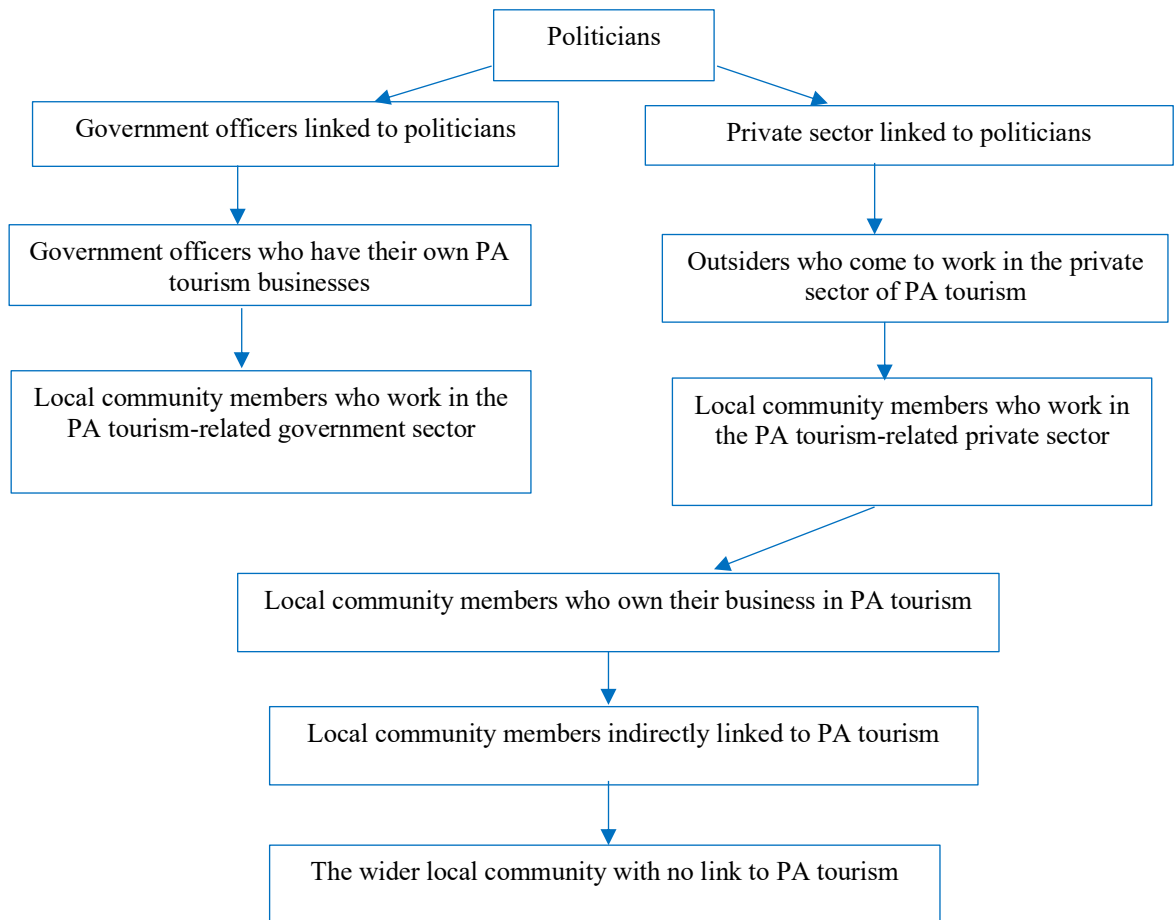 Politicians
Government officers linked to politicians
Private sector linked to politicians
Government officers who have their own PA
tourism businesses
Outsiders who come to work in the private
sector of PA tourism
Local community members who work in the
PA tourism-related government sector
Local community members who work in
the PA tourism-related private sector
Local community members who own their business in PA tourism
Local community members indirectly linked to PA tourism
The wider local community with no link to PA tourism